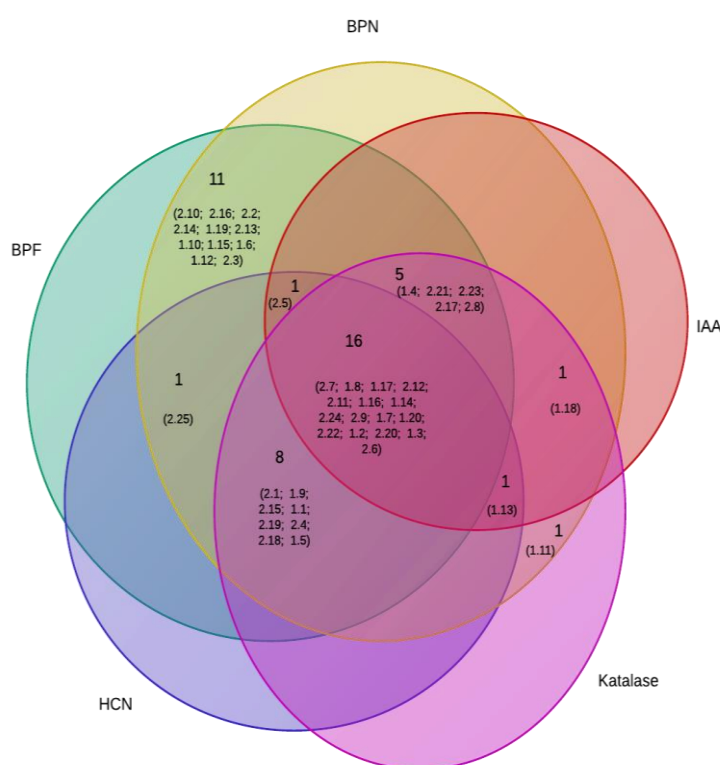 BPN
BPF
IAA
HCN
Katalase
11
(2.10; 2.16; 2.2;
2.14; 1.19; 2.13;
1.10; 1.15; 1.6;
1.12; 2.3)
1
(2.5)
5
(1.4; 2.21; 2.23;
2.17; 2.8)
16
(2.7; 1.8; 1.17; 2.12;
2.11; 1.16; 1.14;
2.24; 2.9; 1.7; 1.20;
2.22; 1.2; 2.20; 1.3;
2.6)
1
(2.25)
1
(1.18)
8
(2.1; 1.9;
2.15; 1.1;
2.19; 2.4;
2.18; 1.5)
1
(1.13)
1
(1.11)